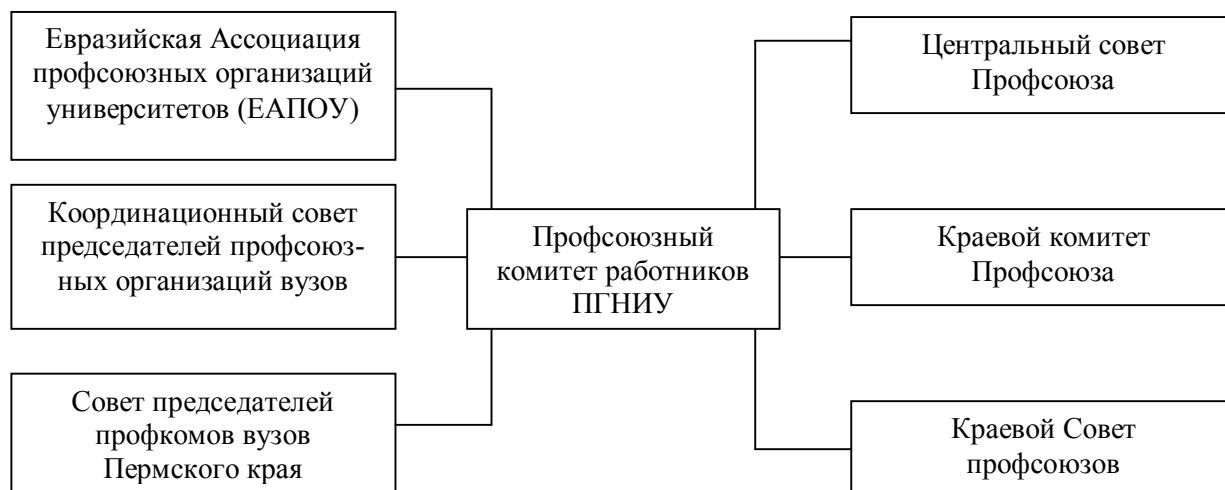 Евразийская Ассоциация
профсоюзных организаций
университетов (ЕАПОУ)
Координационный совет
председателей профсоюз-
ных организаций вузов
Совет председателей
профкомов вузов
Пермского края
Профсоюзный
комитет работников
ПГНИУ
Центральный совет
Профсоюза
Краевой комитет
Профсоюза
Краевой Совет
профсоюзов